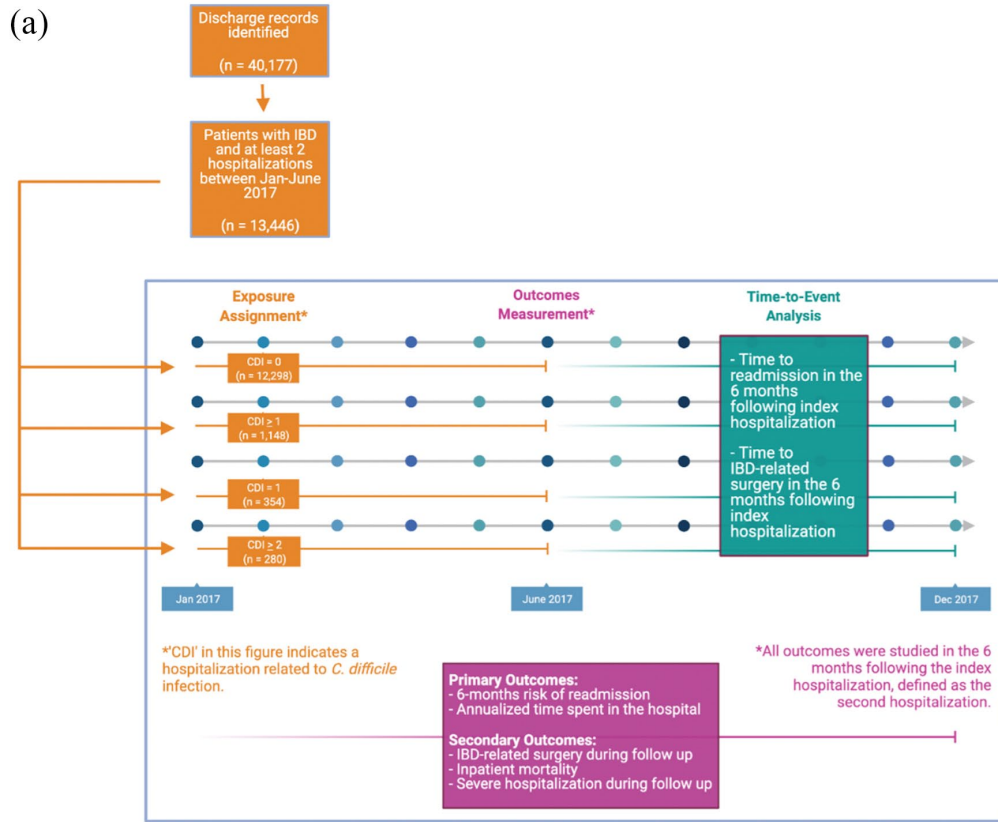 (a)
Discharge records
identified
(n = 40,177)
Patients with IBD
and at least 2
hospitalizations
between Jan-June
2017
(n = 13,446)
Exposure
Assignment*
Outcomes
Measurement*
Time-to-Event
Analysis
CDI = 0
(n = 12,298)
CDI ≥ 1
(n = 1,148)
CDI = 1
(n = 354)
CDI ≥ 2
(n = 280)
- Time to
readmission in the
6 months
following index
hospitalization
- Time to
IBD-related
surgery in the 6
months following
index
hospitalization
Jan 2017
June 2017
Dec 2017
*'CDI' in this figure indicates a
hospitalization related to C. difficile
infection.
Primary Outcomes:
- 6-months risk of readmission
- Annualized time spent in the hospital
Secondary Outcomes:
- IBD-related surgery during follow up
- Inpatient mortality
- Severe hospitalization during follow up
*All outcomes were studied in the 6
months following the index
hospitalization, defined as the
second hospitalization.